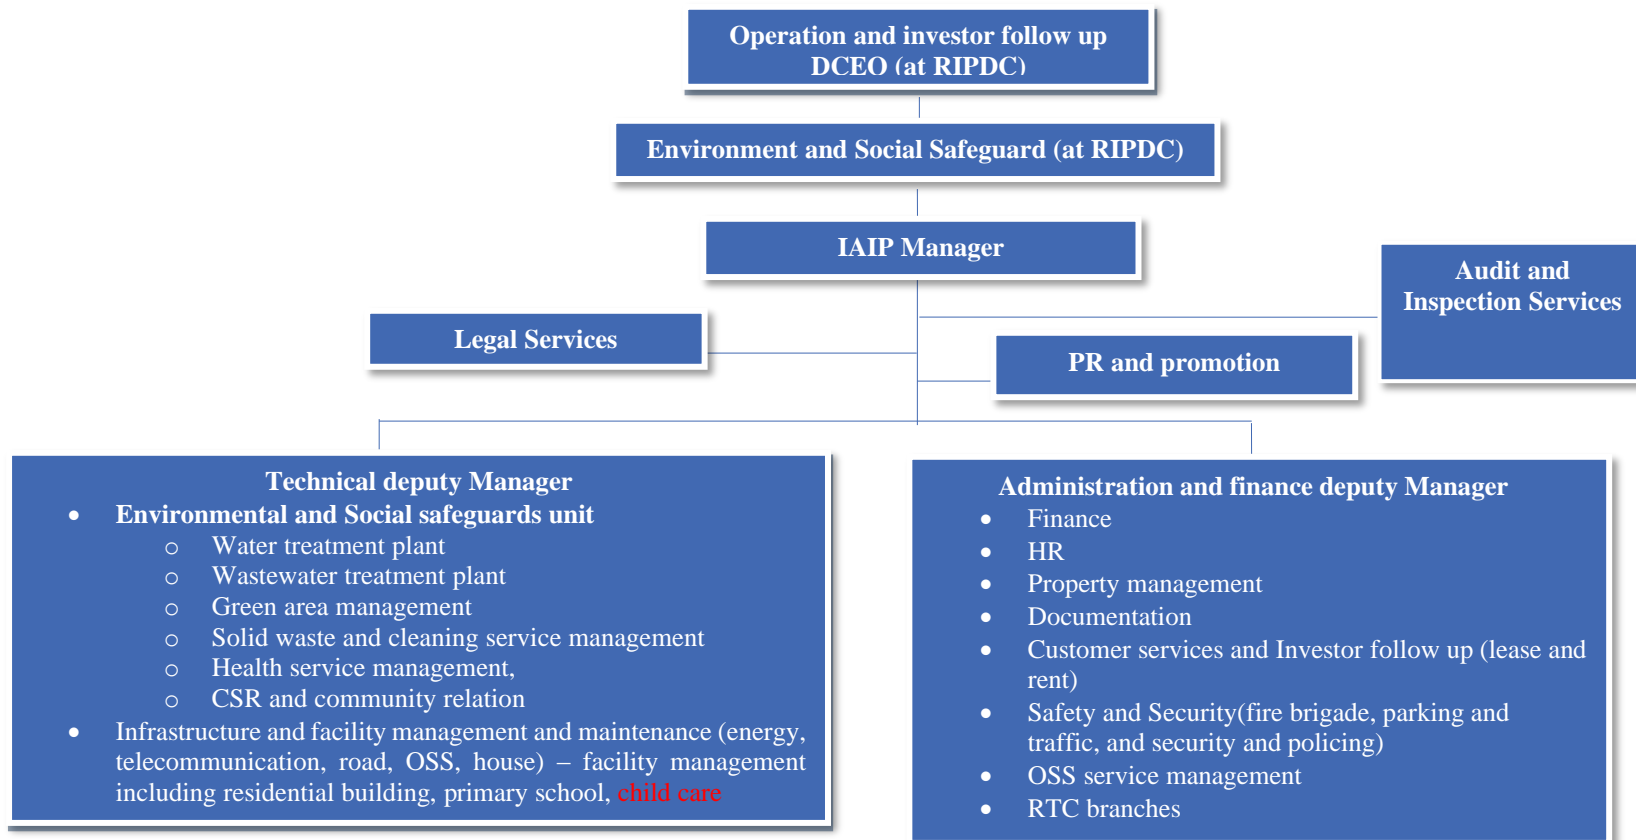 Operation and investor follow up
DCEO (at RIPDC)
Environment and Social Safeguard (at RIPDC)
IAIP Manager
Audit and
Inspection Services
Legal Services
PR and promotion
Technical deputy Manager
• Environmental and Social safeguards unit
o Water treatment plant
o Wastewater treatment plant
o Green area management
o Solid waste and cleaning service management
o Health service management,
o CSR and community relation
• Infrastructure and facility management and maintenance (energy,
telecommunication, road, OSS, house) – facility management
including residential building, primary school, child care
Administration and finance deputy Manager
• Finance
• HR
• Property management
• Documentation
• Customer services and Investor follow up (lease and
rent)
• Safety and Security(fire brigade, parking and
traffic, and security and policing)
• OSS service management
• RTC branches